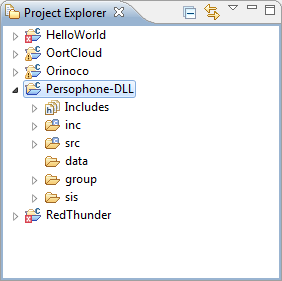 Project Explorer
HelloWorld
OortCloud
Orinoco
Persophone-DLL
Includes
inc
src
data
group
sis
RedThunder